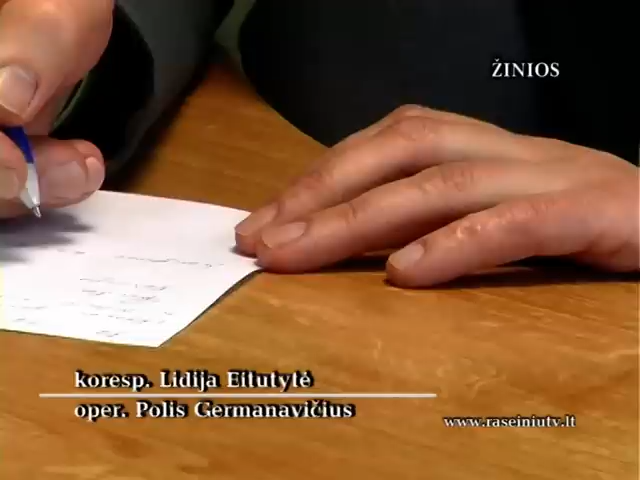 ŽINIOS
koresp. Lidija Eitutytė
oper. Polis Germanavičius
www.raseiniutv.lt